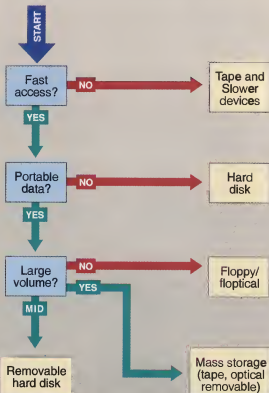 START
Fast
access?
NO
Tape and
Slower
devices
YES
Portable
data?
NO
Hard
disk
YES
Large
volume?
NO
Floppy/
floptical
YES
MID
Removable
hard disk
Mass storage
(tape, optical
removable)